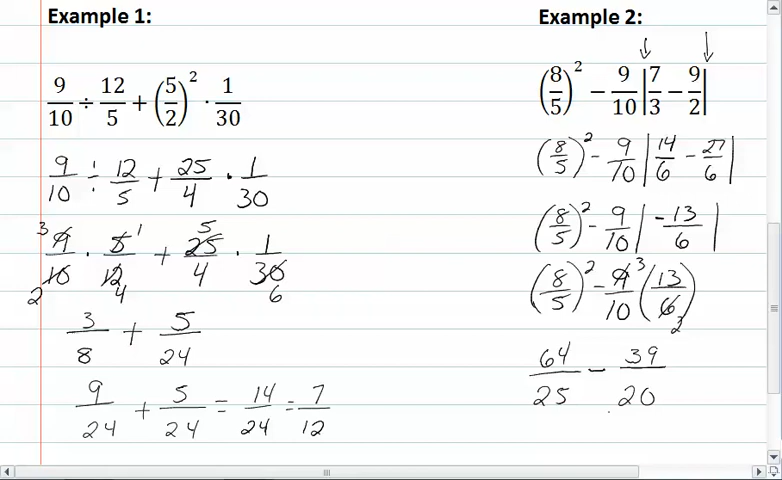 Example 1:
9/10 ÷ 12/5 + (5/2)² · 1/30
9/10 ÷ 12/5 + 25/4 · 1/30
3 9/10 2 · 5 1/12 4 + 5 25/4 · 1/30 6
3/8 + 5/24
9/24 + 5/24 = 14/24 = 7/12
Example 2:
(8/5)² − 9/10 |7/3 − 9/2|
(8/5)² − 9/10 |14/6 − 27/6|
(8/5)² − 9/10 |−13/6|
(8/5)² − 9 3/10 (13/6 2)
64/25 − 39/20